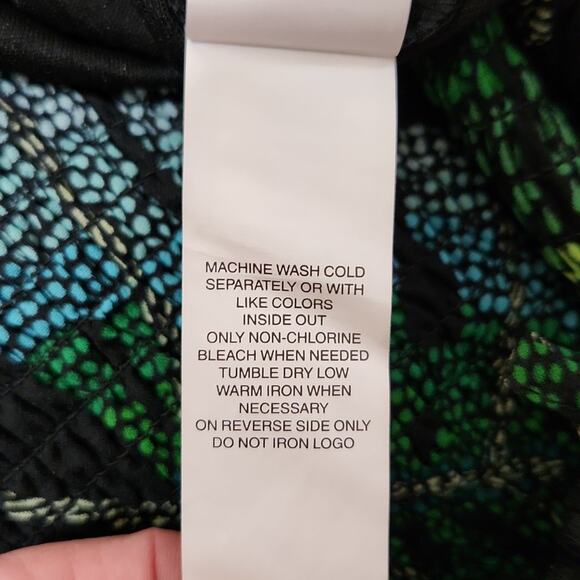 MACHINE WASH COLD
SEPARATELY OR WITH
LIKE COLORS
INSIDE OUT
ONLY NON-CHLORINE
BLEACH WHEN NEEDED
TUMBLE DRY LOW
WARM IRON WHEN
NECESSARY
ON REVERSE SIDE ONLY
DO NOT IRON LOGO